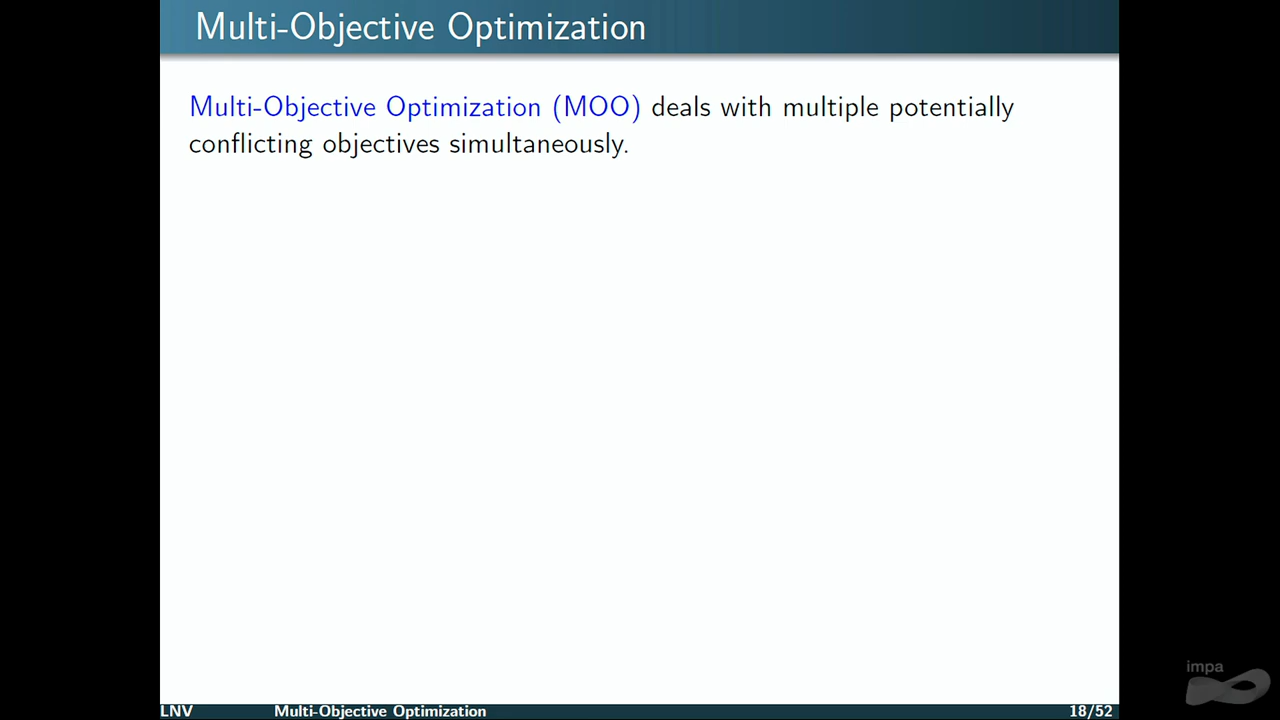 Multi-Objective Optimization
Multi-Objective Optimization (MOO) deals with multiple potentially
conflicting objectives simultaneously.
impa
LNV Multi-Objective Optimization 18/52